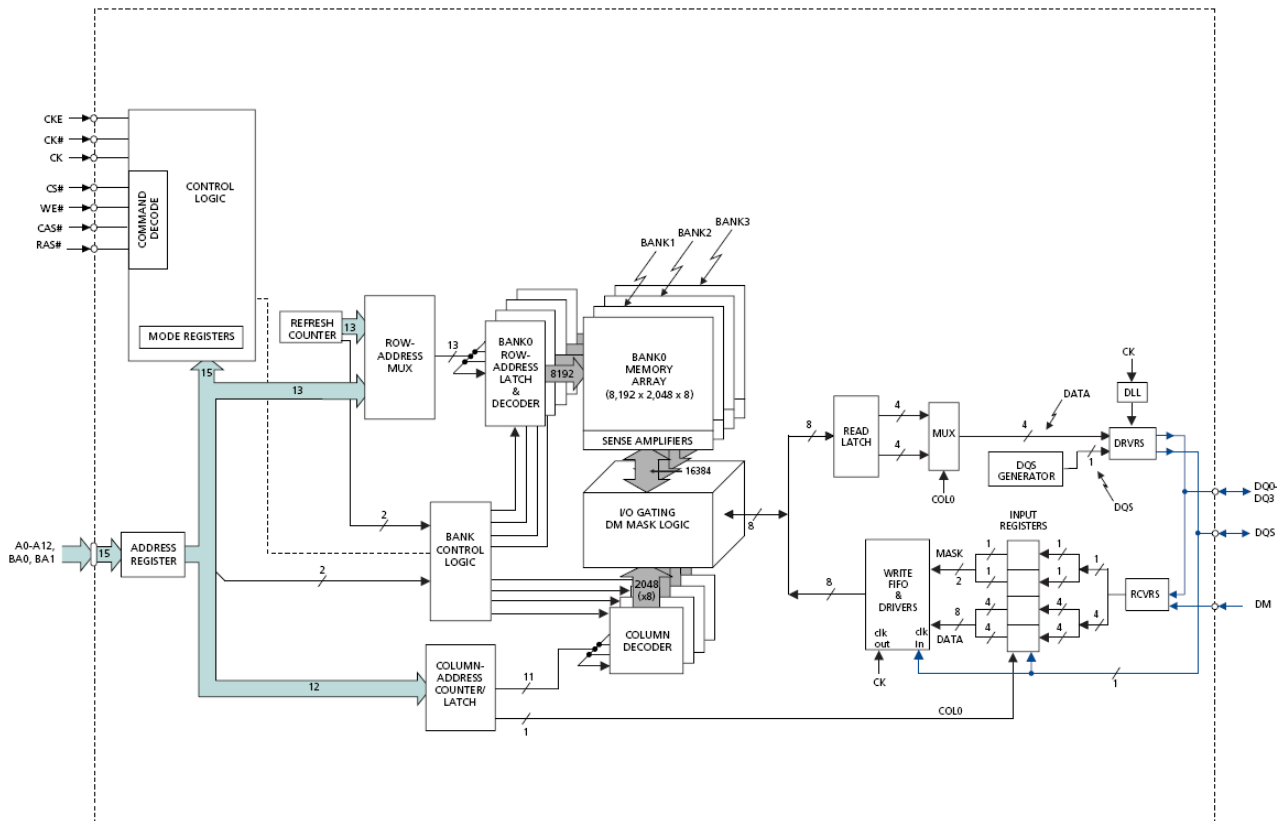 CKE
CK#
CK
CS#
WE#
CAS#
RAS#
COMMAND
DECODE
CONTROL
LOGIC
MODE REGISTERS
15
REFRESH
COUNTER
13
13
ROW-
ADDRESS
MUX
13
BANK0
ROW-
ADDRESS
LATCH
&
DECODER
8192
BANK1
BANK2
BANK3
BANK0
MEMORY
ARRAY
(8,192 x 2,048 x 8)
SENSE AMPLIFIERS
16384
I/O GATING
DM MASK LOGIC
2
2
BANK
CONTROL
LOGIC
A0-A12,
BA0, BA1
15
ADDRESS
REGISTER
2048
(x8)
COLUMN
DECODER
12
COLUMN-
ADDRESS
COUNTER/
LATCH
11
1
COL0
8
8
8
READ
LATCH
4
4
MUX
COL0
4
DATA
DQS
GENERATOR
1
DQS
CK
DLL
DRVRS
DQ0-
DQ3
DQS
DM
INPUT
REGISTERS
MASK
2
1
1
1
1
1
WRITE
FIFO
&
DRIVERS
clk
out
clk
in
CK
8
DATA
4
4
4
4
4
RCVRS
1